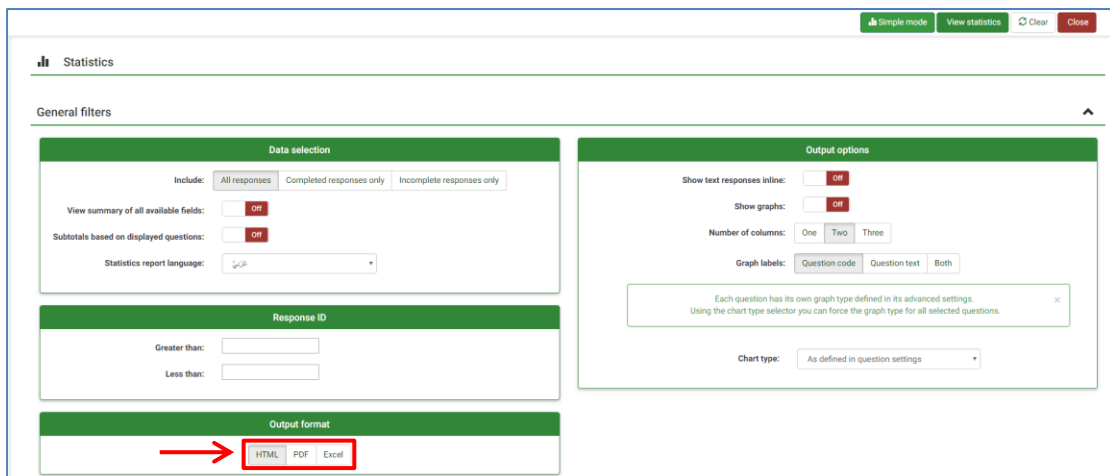 Simple mode View statistics Clear Close
Statistics
General filters
Data selection
Include: All responses Completed responses only Incomplete responses only
View summary of all available fields: Off
Subtotals based on displayed questions: Off
Statistics report language: عَرَبِيْ
Response ID
Greater than:
Less than:
Output format
HTML PDF Excel
Output options
Show text responses inline: Off
Show graphs: Off
Number of columns: One Two Three
Graph labels: Question code Question text Both
Each question has its own graph type defined in its advanced settings. ×
Using the chart type selector you can force the graph type for all selected questions.
Chart type: As defined in question settings